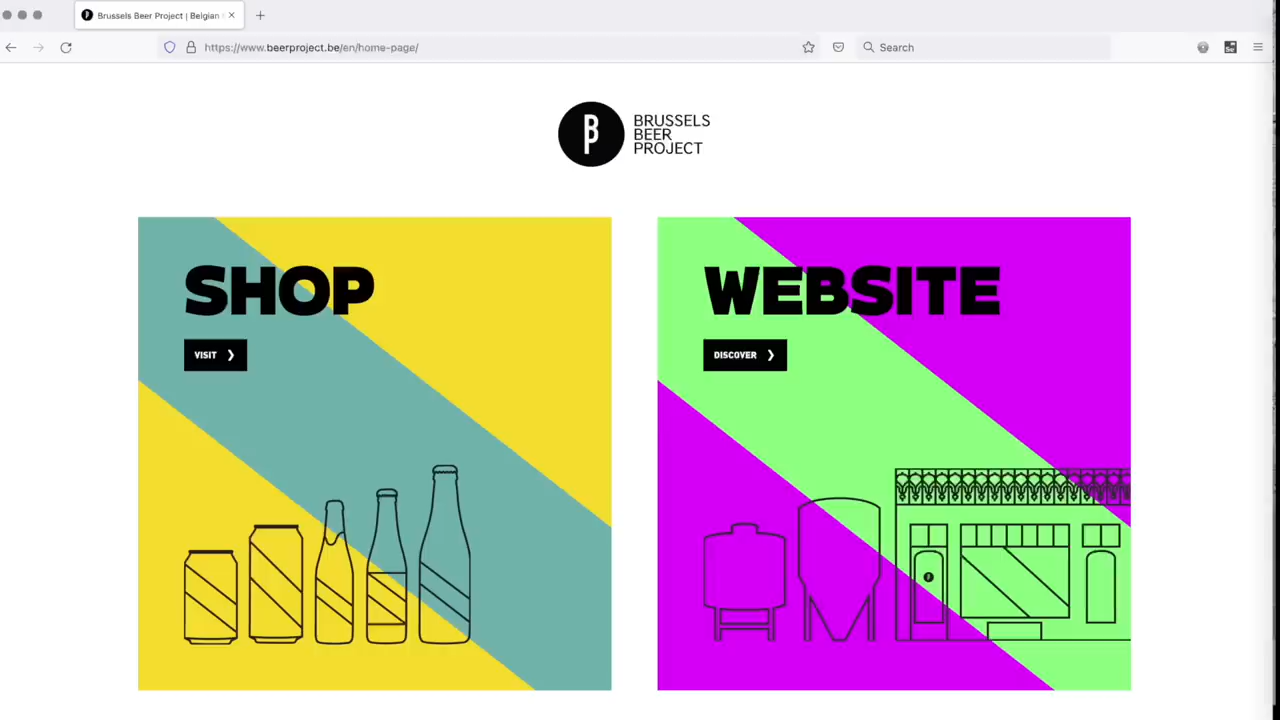 Brussels Beer Project | Belgian
https://www.beerproject.be/en/home-page/
Search
BRUSSELS
BEER
PROJECT
SHOP
VISIT
WEBSITE
DISCOVER